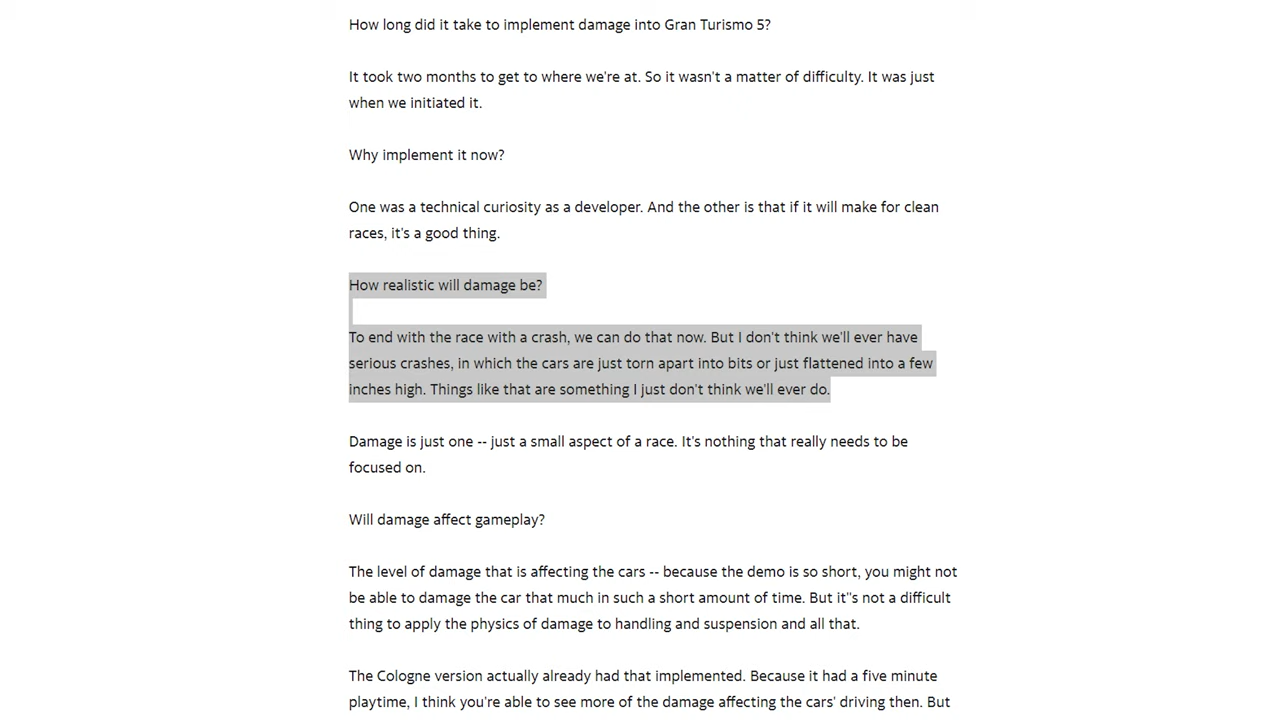 How long did it take to implement damage into Gran Turismo 5?
It took two months to get to where we're at. So it wasn't a matter of difficulty. It was just
when we initiated it.
Why implement it now?
One was a technical curiosity as a developer. And the other is that if it will make for clean
races, it's a good thing.
How realistic will damage be?
To end with the race with a crash, we can do that now. But I don't think we'll ever have
serious crashes, in which the cars are just torn apart into bits or just flattened into a few
inches high. Things like that are something I just don't think we'll ever do.
Damage is just one -- just a small aspect of a race. It's nothing that really needs to be
focused on.
Will damage affect gameplay?
The level of damage that is affecting the cars -- because the demo is so short, you might not
be able to damage the car that much in such a short amount of time. But it''s not a difficult
thing to apply the physics of damage to handling and suspension and all that.
The Cologne version actually already had that implemented. Because it had a five minute
playtime, I think you're able to see more of the damage affecting the cars' driving then. But